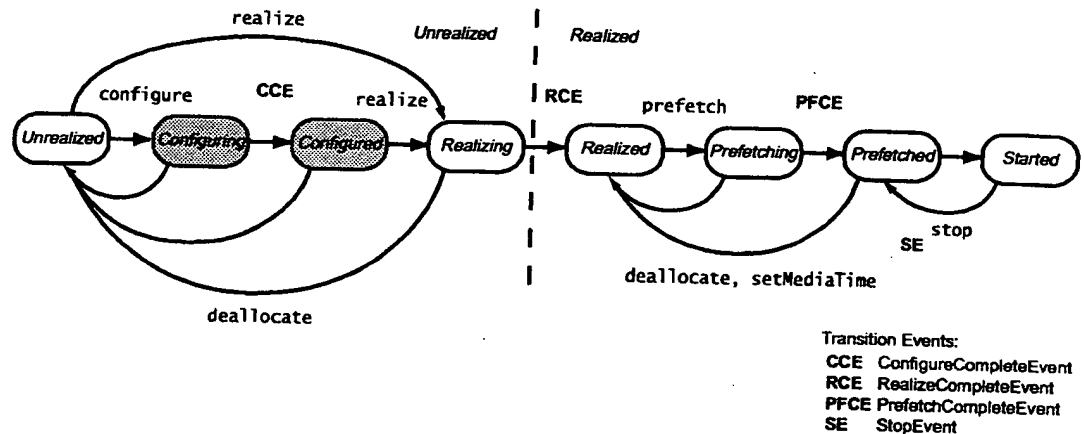 realize
Unrealized
Realized
configure
CCE
realize
RCE
prefetch
PFCE
Unrealized
Configuring
Configured
Realizing
Realized
Prefetching
Prefetched
Started
stop
SE
deallocate, setMediaTime
deallocate
Transition Events:
CCE ConfigureCompleteEvent
RCE RealizeCompleteEvent
PFCE PrefetchCompleteEvent
SE StopEvent